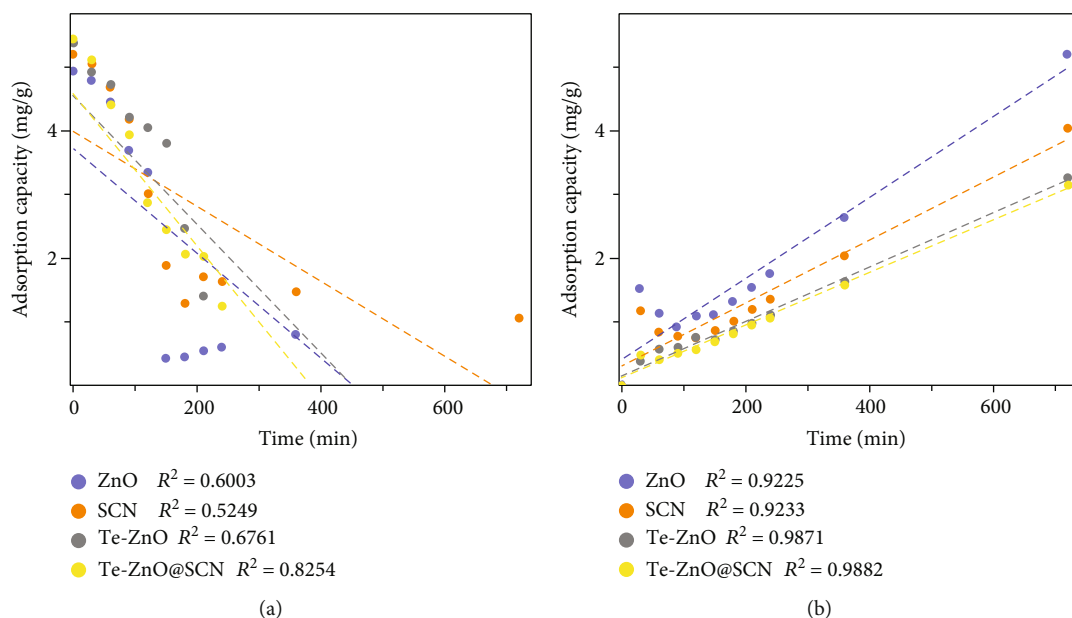 Adsorption capacity (mg/g)
4
2
0
200
400
600
Time (min)
ZnO R² = 0.6003
SCN R² = 0.5249
Te-ZnO R² = 0.6761
Te-ZnO@SCN R² = 0.8254
(a)
Adsorption capacity (mg/g)
4
2
0
200
400
600
Time (min)
ZnO R² = 0.9225
SCN R² = 0.9233
Te-ZnO R² = 0.9871
Te-ZnO@SCN R² = 0.9882
(b)